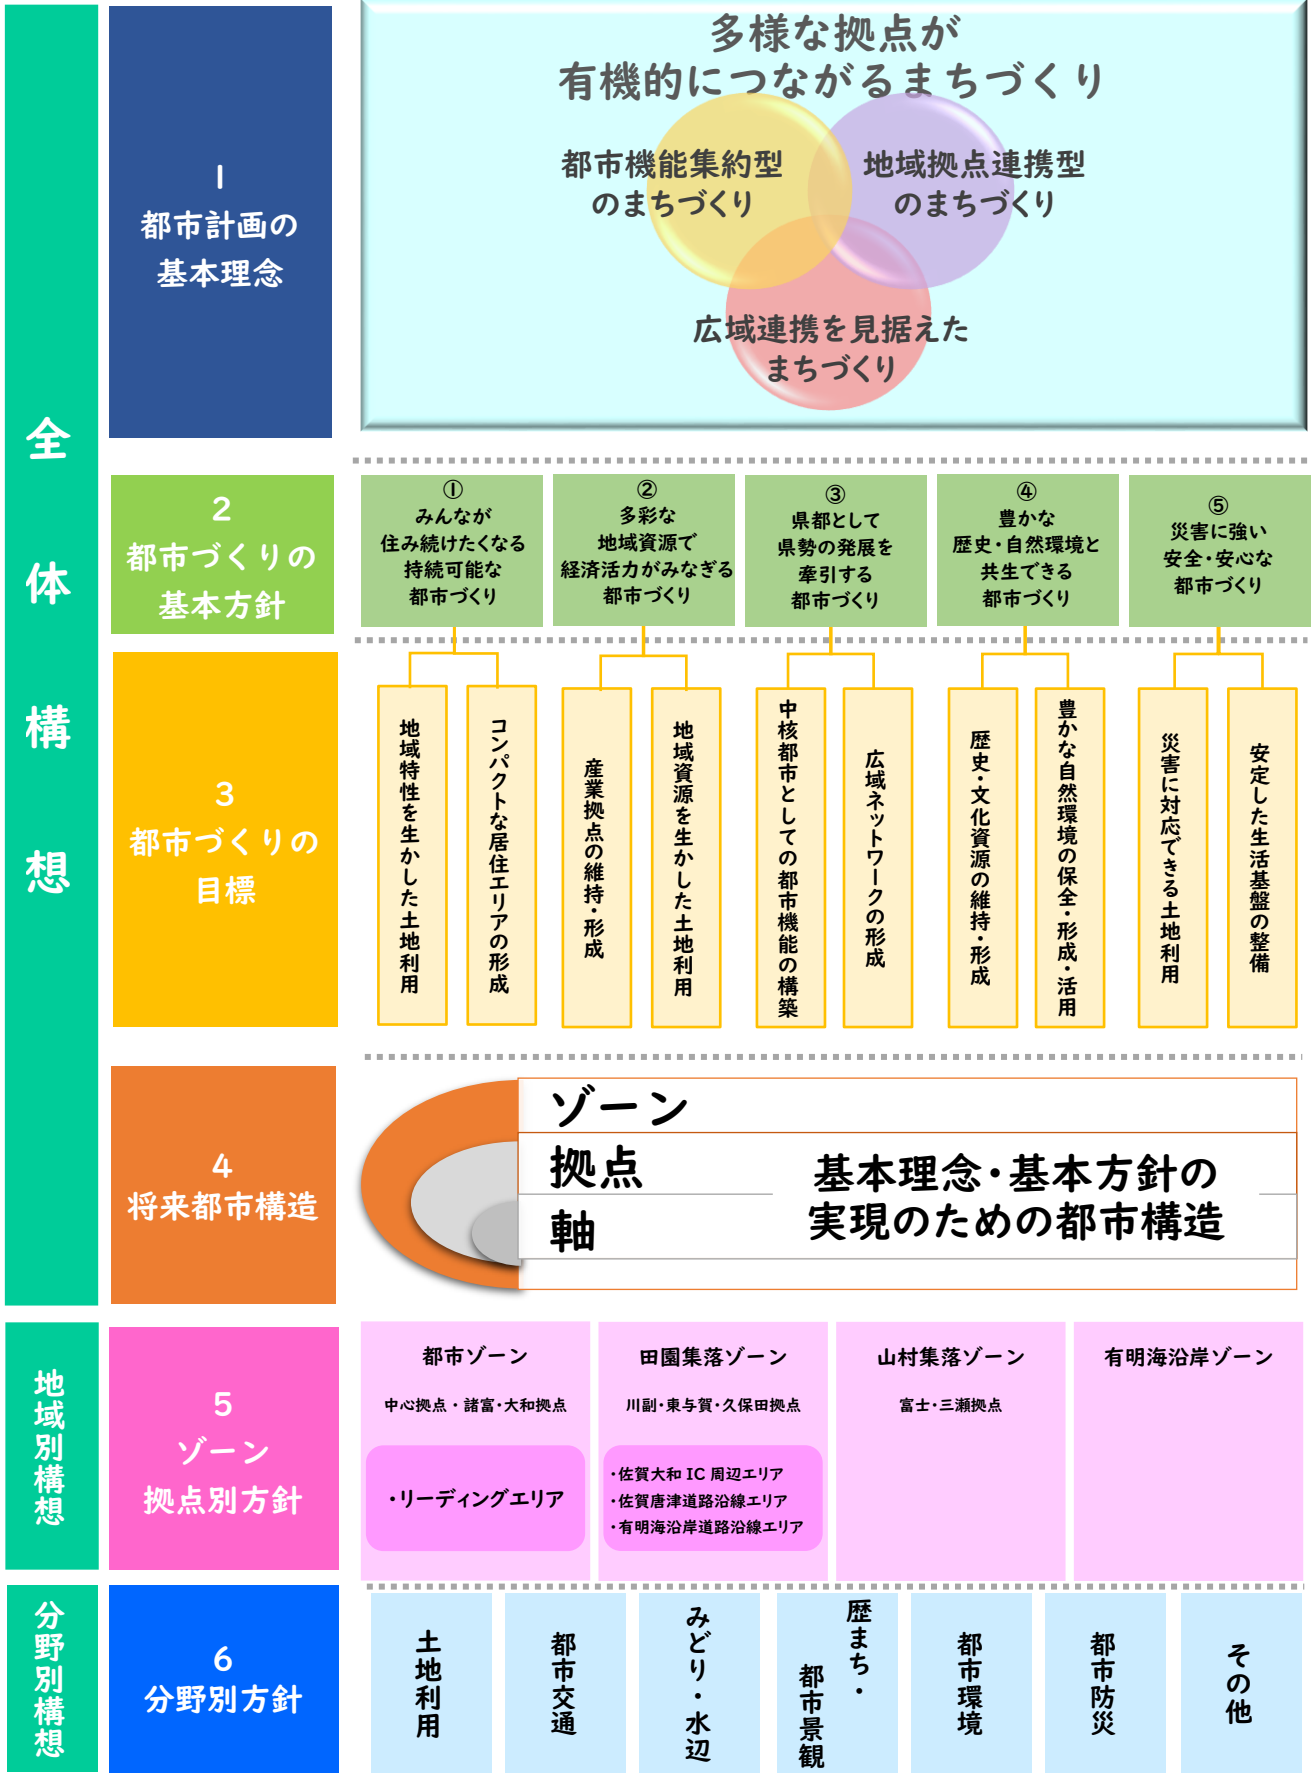 全体構想
1
都市計画の
基本理念
多様な拠点が
有機的につながるまちづくり
都市機能集約型
のまちづくり
地域拠点連携型
のまちづくり
広域連携を見据えた
まちづくり
2
都市づくりの
基本方針
①
みんなが
住み続けたくなる
持続可能な
都市づくり
②
多彩な
地域資源で
経済活力がみなぎる
都市づくり
③
県都として
県勢の発展を
牽引する
都市づくり
④
豊かな
歴史・自然環境と
共生できる
都市づくり
⑤
災害に強い
安全・安心な
都市づくり
3
都市づくりの
目標
地域特性を生かした土地利用
コンパクトな居住エリアの形成
産業拠点の維持・形成
地域資源を生かした土地利用
中核都市としての都市機能の構築
広域ネットワークの形成
歴史・文化資源の維持・形成
豊かな自然環境の保全・形成・活用
災害に対応できる土地利用
安定した生活基盤の整備
4
将来都市構造
ゾーン
拠点
軸
基本理念・基本方針の
実現のための都市構造
地域別構想
5
ゾーン
拠点別方針
都市ゾーン
中心拠点・諸富・大和拠点
・リーディングエリア
田園集落ゾーン
川副・東与賀・久保田拠点
・佐賀大和 IC 周辺エリア
・佐賀唐津道路沿線エリア
・有明海沿岸道路沿線エリア
山村集落ゾーン
富士・三瀬拠点
有明海沿岸ゾーン
分野別構想
6
分野別方針
土地利用
都市交通
みどり・水辺
歴まち・
都市景観
都市環境
都市防災
その他